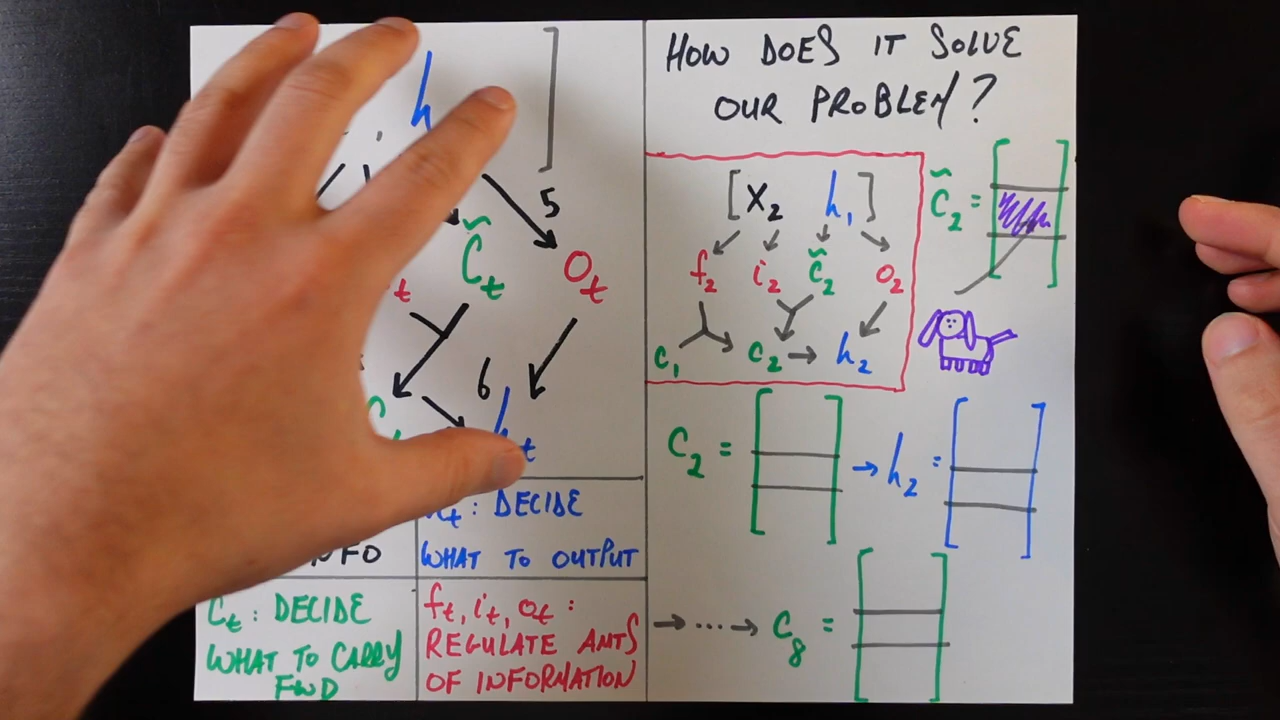 h ]
5
C̃t
Ot
t
6
ht
: DECIDE
WHAT TO OUTPUT
Ct: DECIDE
WHAT TO CARRY
FWD
ft, it, ot:
REGULATE AMTS
OF INFORMATION
HOW DOES IT SOLVE
OUR PROBLEM?
[X2 h1]
f2 i2 C̃2 O2
C1 C2 → h2
C̃2 = [ ]
C2 = [ ] → h2 = [ ]
→ ... → C8 = [ ]